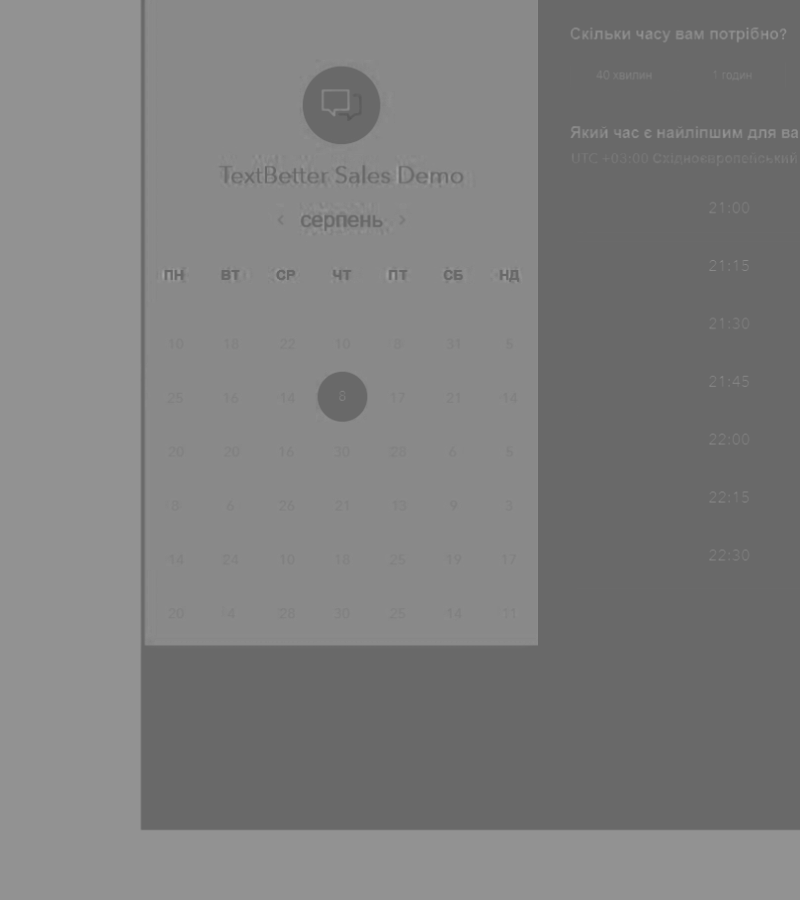 TextBetter Sales Demo
‹ серпень ›
ПН ВТ СР ЧТ ПТ СБ НД
10 18 22 10 8 31 5
25 16 14 8 17 21 14
20 20 16 30 28 6 5
5 6 26 21 13 9 3
14 24 10 18 25 19 17
20 4 28 30 25 14 31
Скільки часу вам потрібно?
40 хвилин 1 годин
Який час є найліпшим для ва
UTC +03:00 Східноєвропейський
21:00
21:15
21:30
21:45
22:00
22:15
22:30